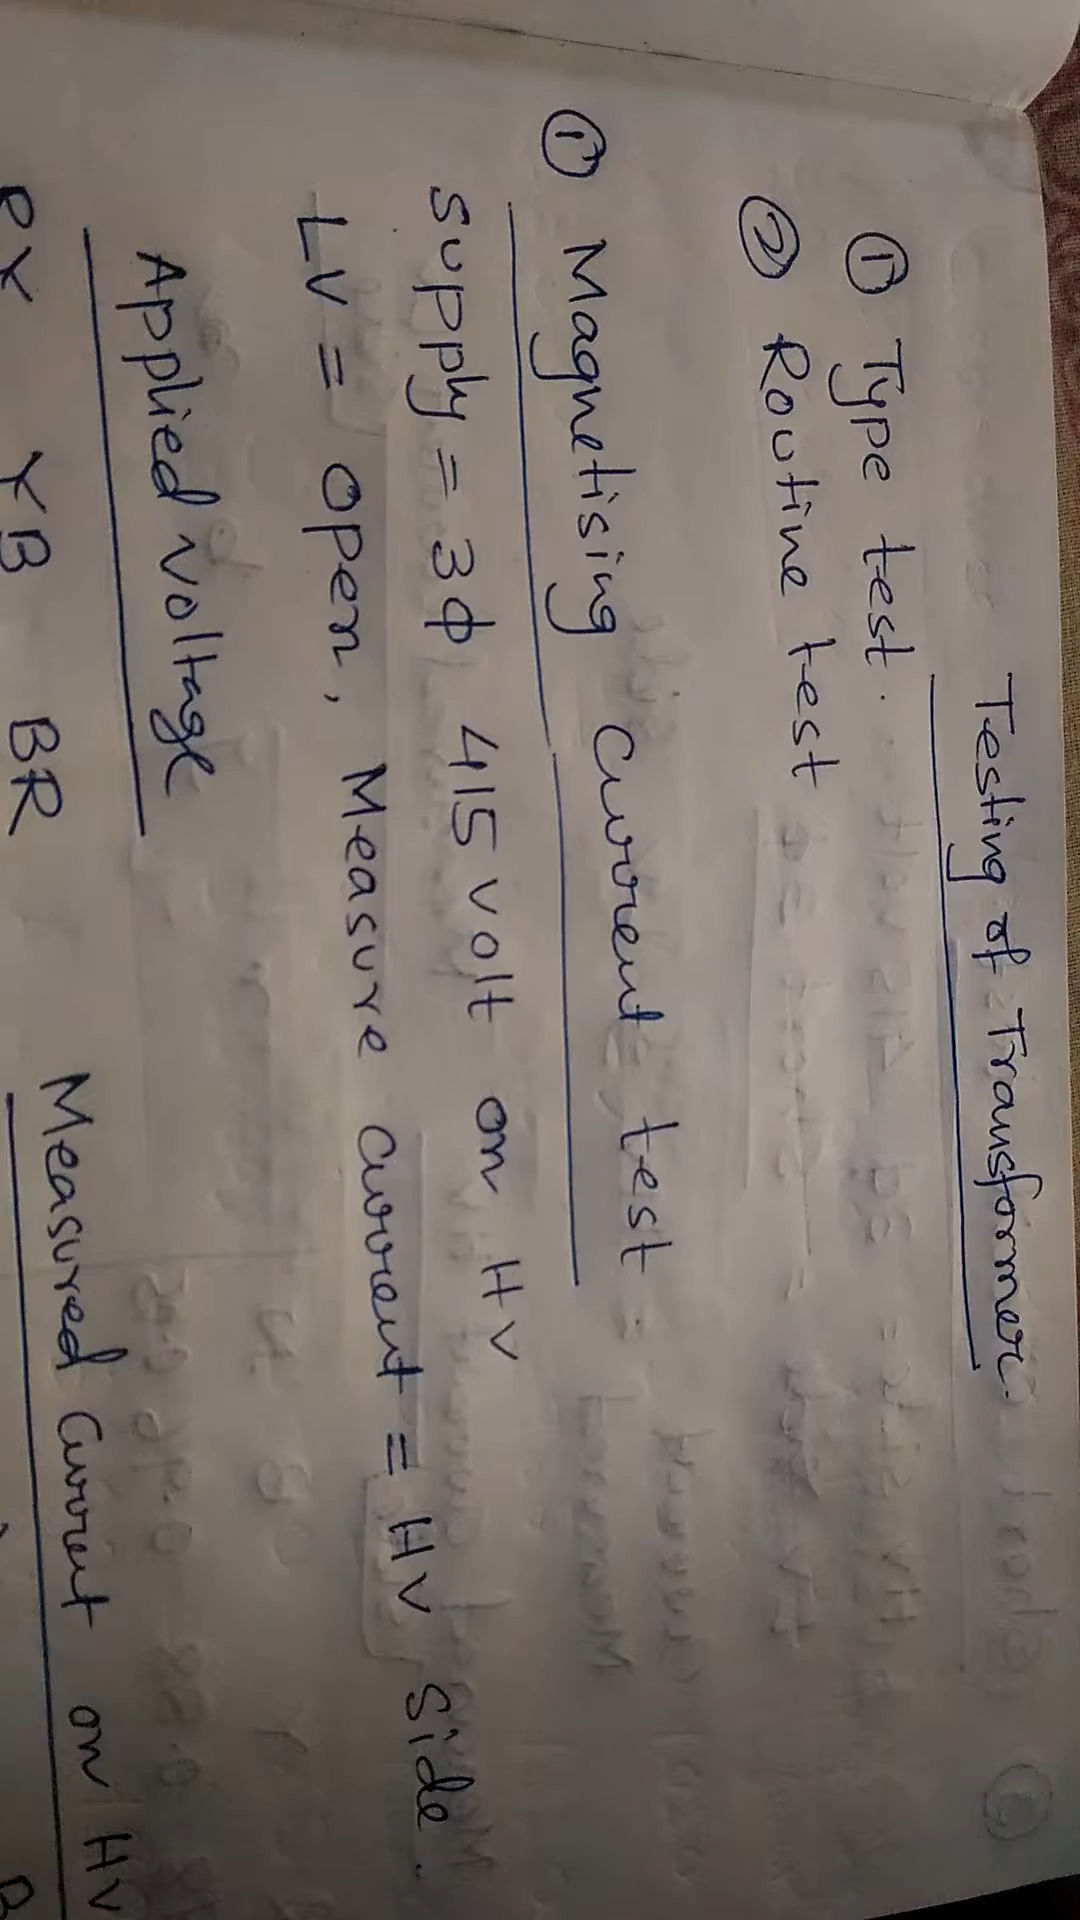 Testing of Transformer.
① Type test.
② Routine test
① Magnetising current test :
Supply = 3Φ 415 volt on HV
LV = open, Measure current = HV side.
Applied voltage
Measured current on HV
RY YB BR